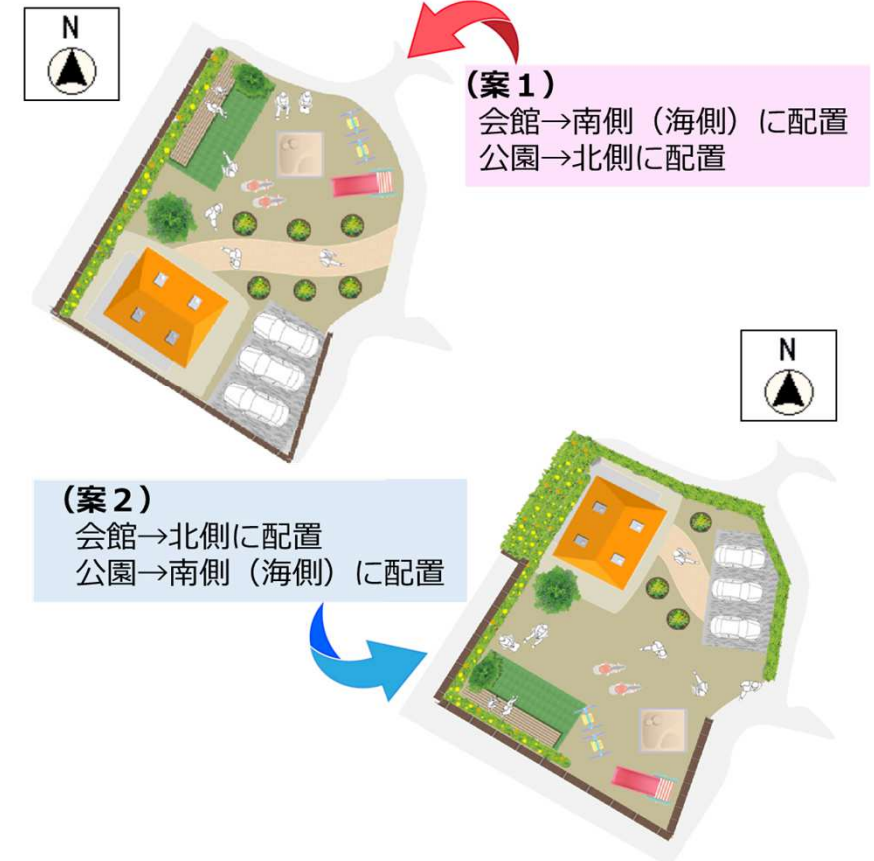 N
（案１）
会館→南側（海側）に配置
公園→北側に配置
N
（案２）
会館→北側に配置
公園→南側（海側）に配置